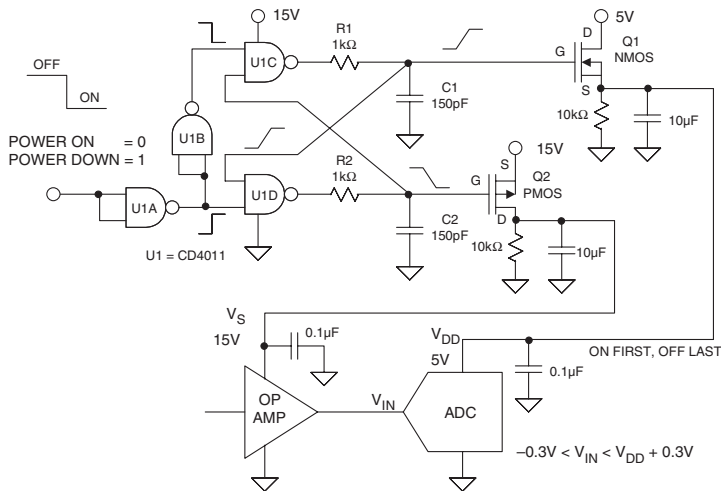 OFF
ON
POWER ON = 0
POWER DOWN = 1
15V
U1C
R1
1kΩ
C1
150pF
5V
D
G
Q1
NMOS
S
10kΩ
10µF
U1B
U1A
U1D
R2
1kΩ
C2
150pF
15V
S
G
Q2
PMOS
D
10kΩ
10µF
U1 = CD4011
VS
15V
0.1µF
OP
AMP
VIN
VDD
5V
ADC
ON FIRST, OFF LAST
0.1µF
–0.3V < VIN < VDD + 0.3V